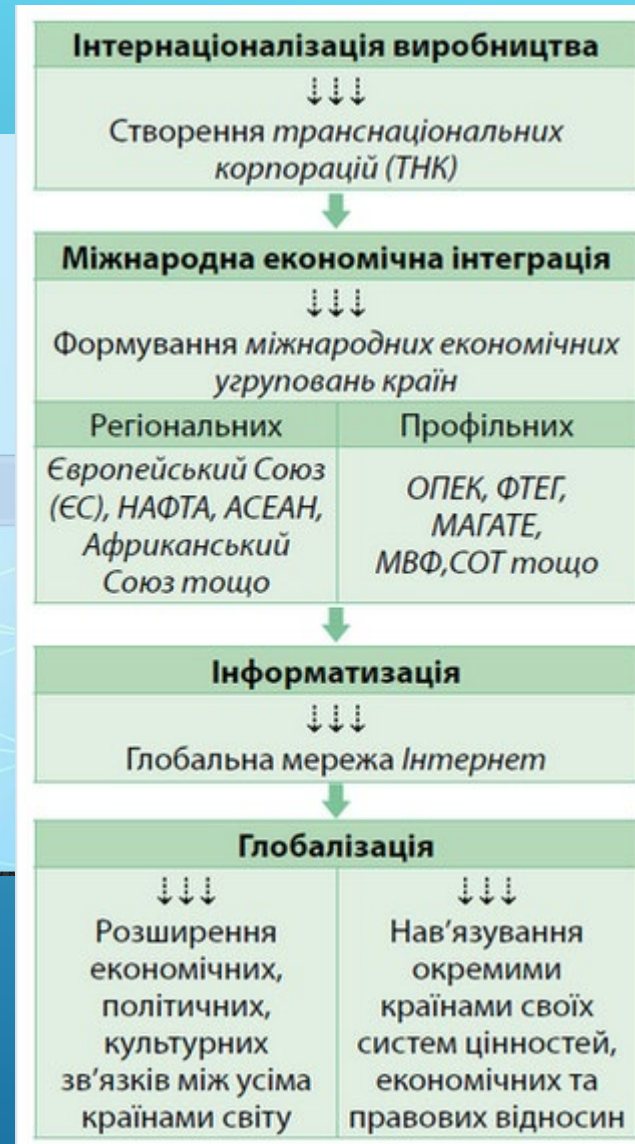 Інтернаціоналізація виробництва
Створення транснаціональних
корпорацій (ТНК)
Міжнародна економічна інтеграція
Формування міжнародних економічних
угруповань країн
Регіональних
Європейський Союз
(ЄС), НАФТА, АСЕАН,
Африканський
Союз тощо
Профільних
ОПЕК, ФТЕГ,
МАГАТЕ,
МВФ,СОТ тощо
Інформатизація
Глобальна мережа Інтернет
Глобалізація
Розширення
економічних,
політичних,
культурних
зв’язків між усіма
країнами світу
Нав’язування
окремими
країнами своїх
систем цінностей,
економічних та
правових відносин